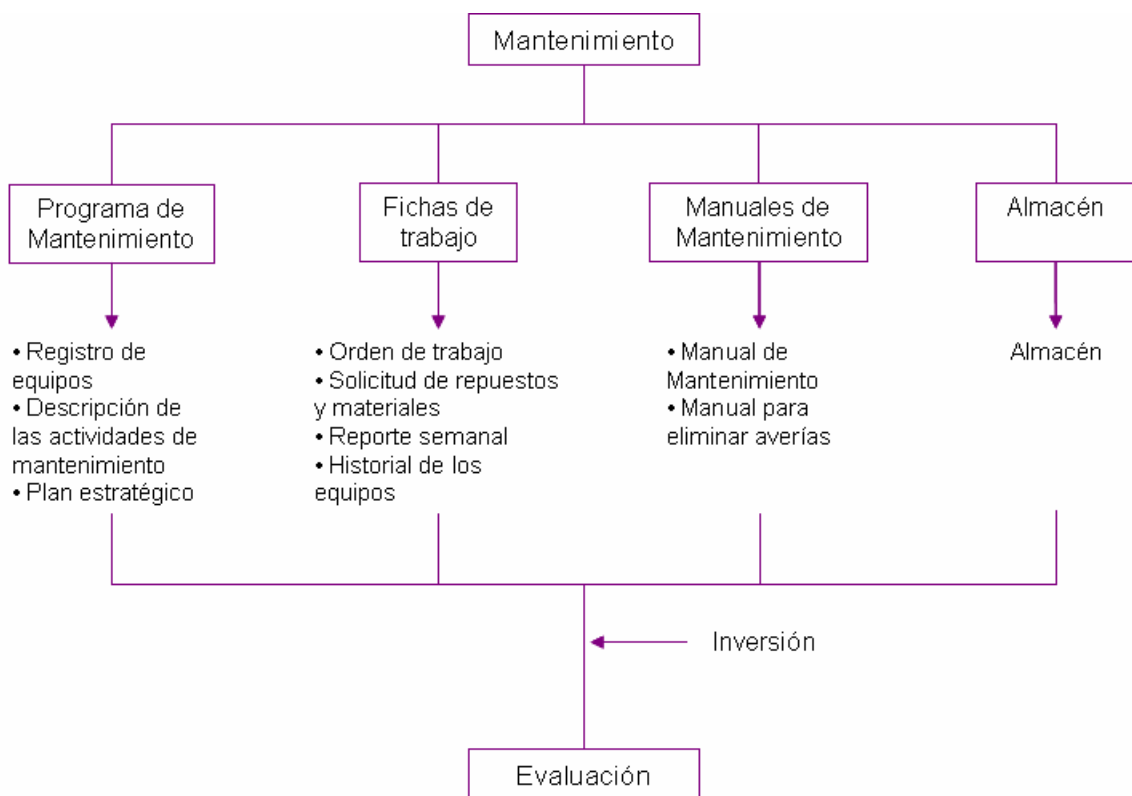 Mantenimiento
Programa de
Mantenimiento
Fichas de
trabajo
Manuales de
Mantenimiento
Almacén
• Registro de
equipos
• Descripción de
las actividades de
mantenimiento
• Plan estratégico
• Orden de trabajo
• Solicitud de repuestos
y materiales
• Reporte semanal
• Historial de los
equipos
• Manual de
Mantenimiento
• Manual para
eliminar averías
Almacén
Inversión
Evaluación